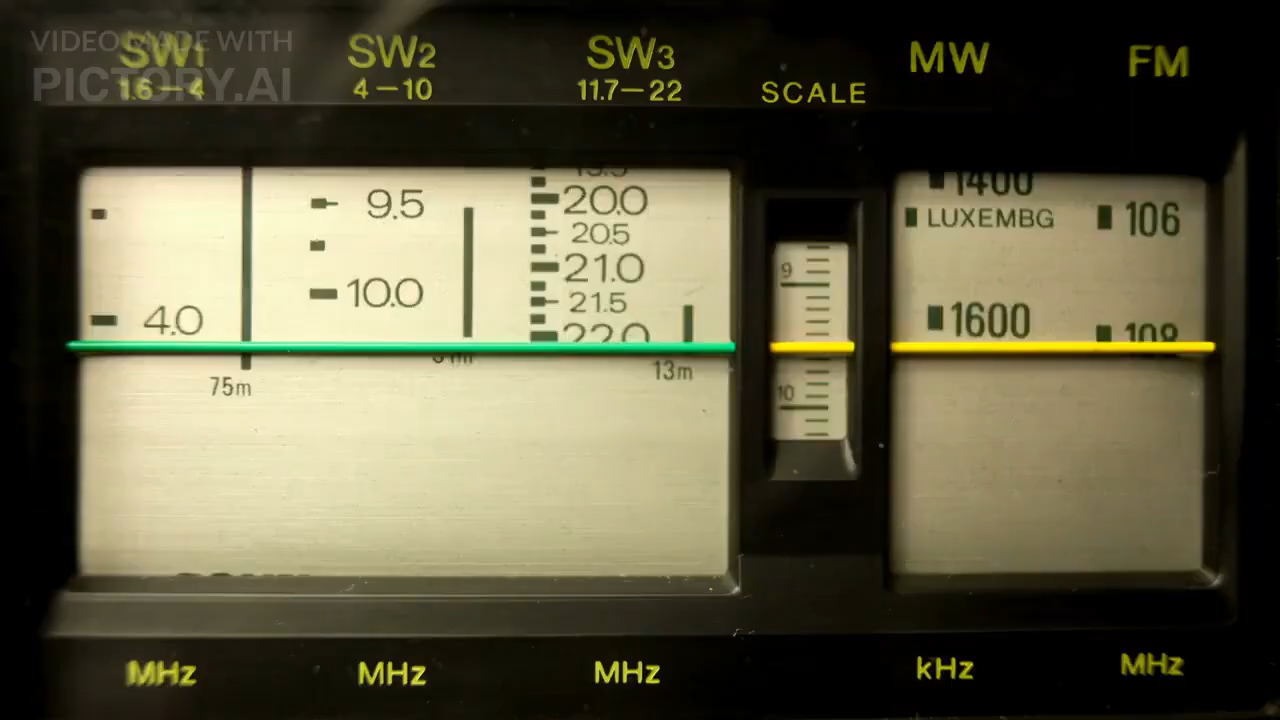 VIDEO MADE WITH
PICTORY.AI
SW1 SW2 SW3 MW FM
1.6–4 4–10 11.7–22 SCALE
1400
9.5 20.0 LUXEMBG 106
20.5
21.0 9
10.0 21.5
4.0 22.0 1600 108
75m 13m
10
MHz MHz MHz kHz MHz